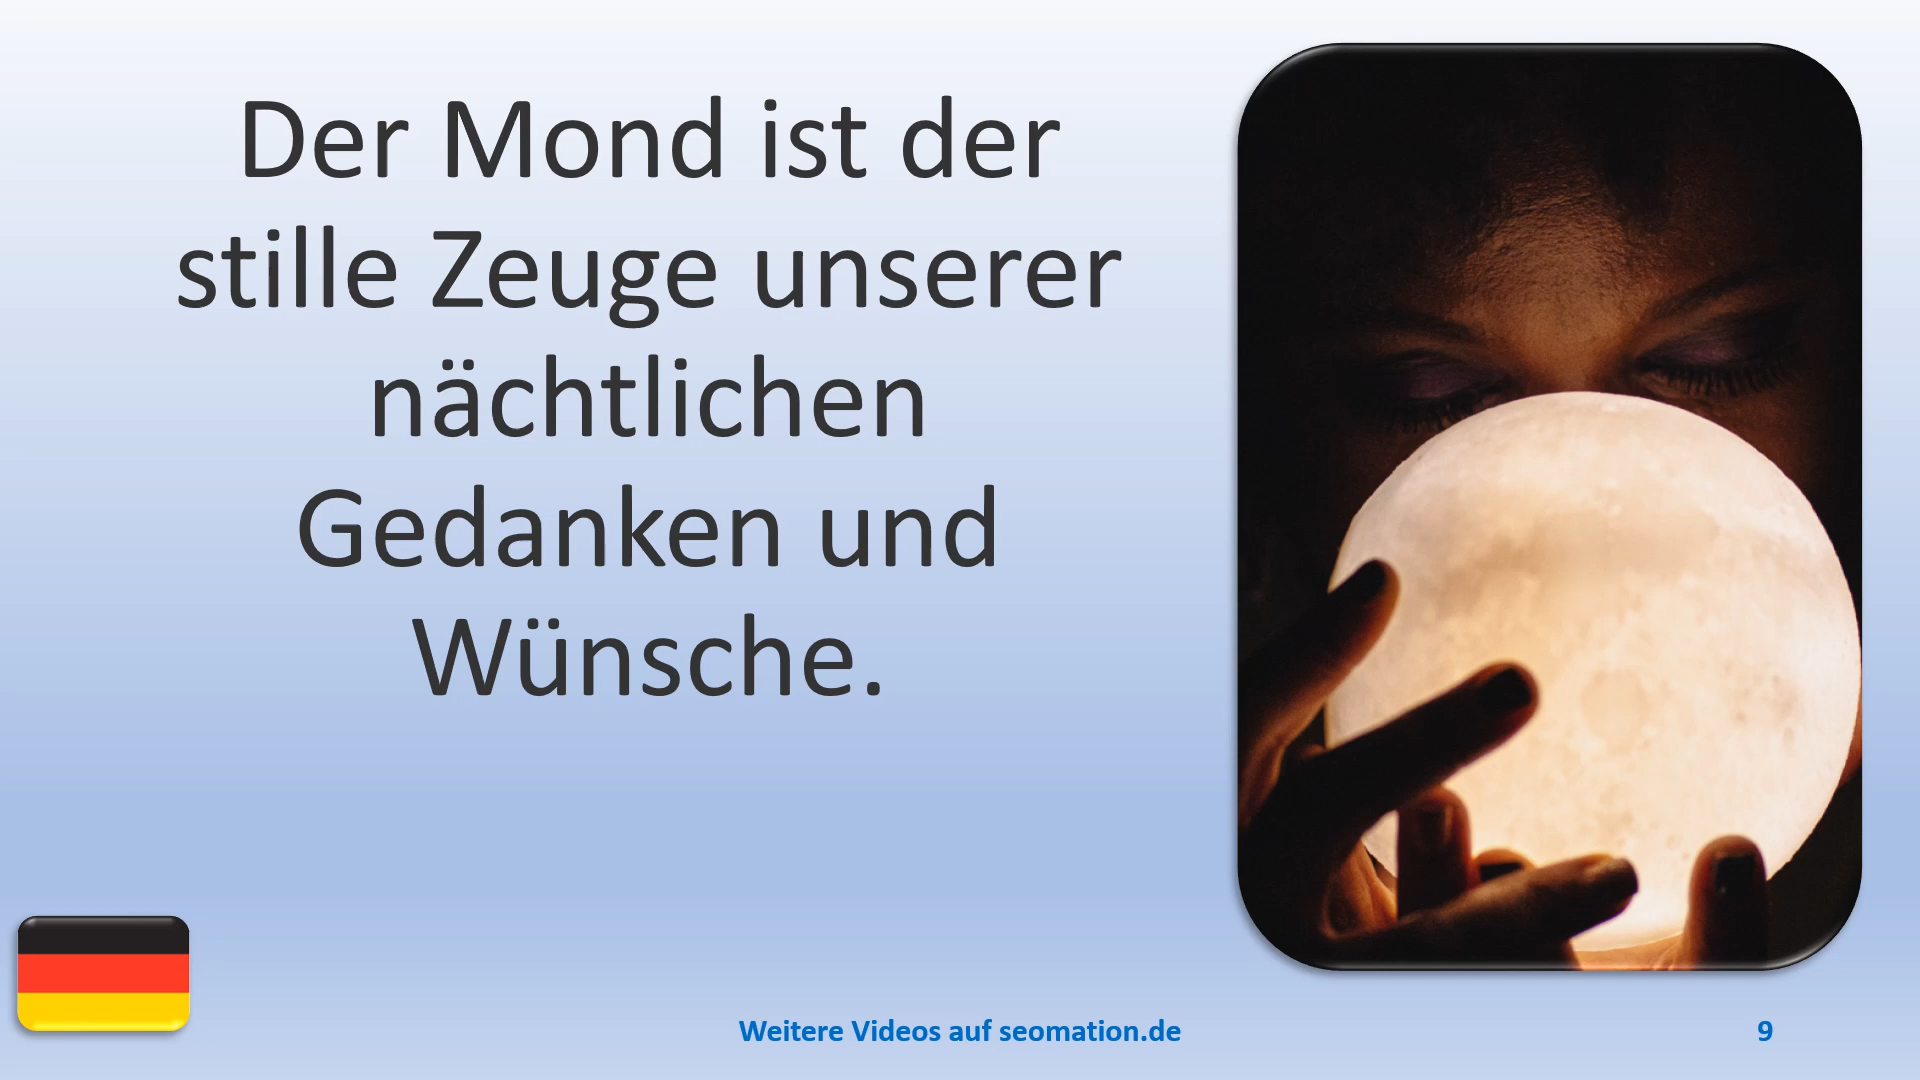 Der Mond ist der
stille Zeuge unserer
nächtlichen
Gedanken und
Wünsche.
Weitere Videos auf seomation.de
9